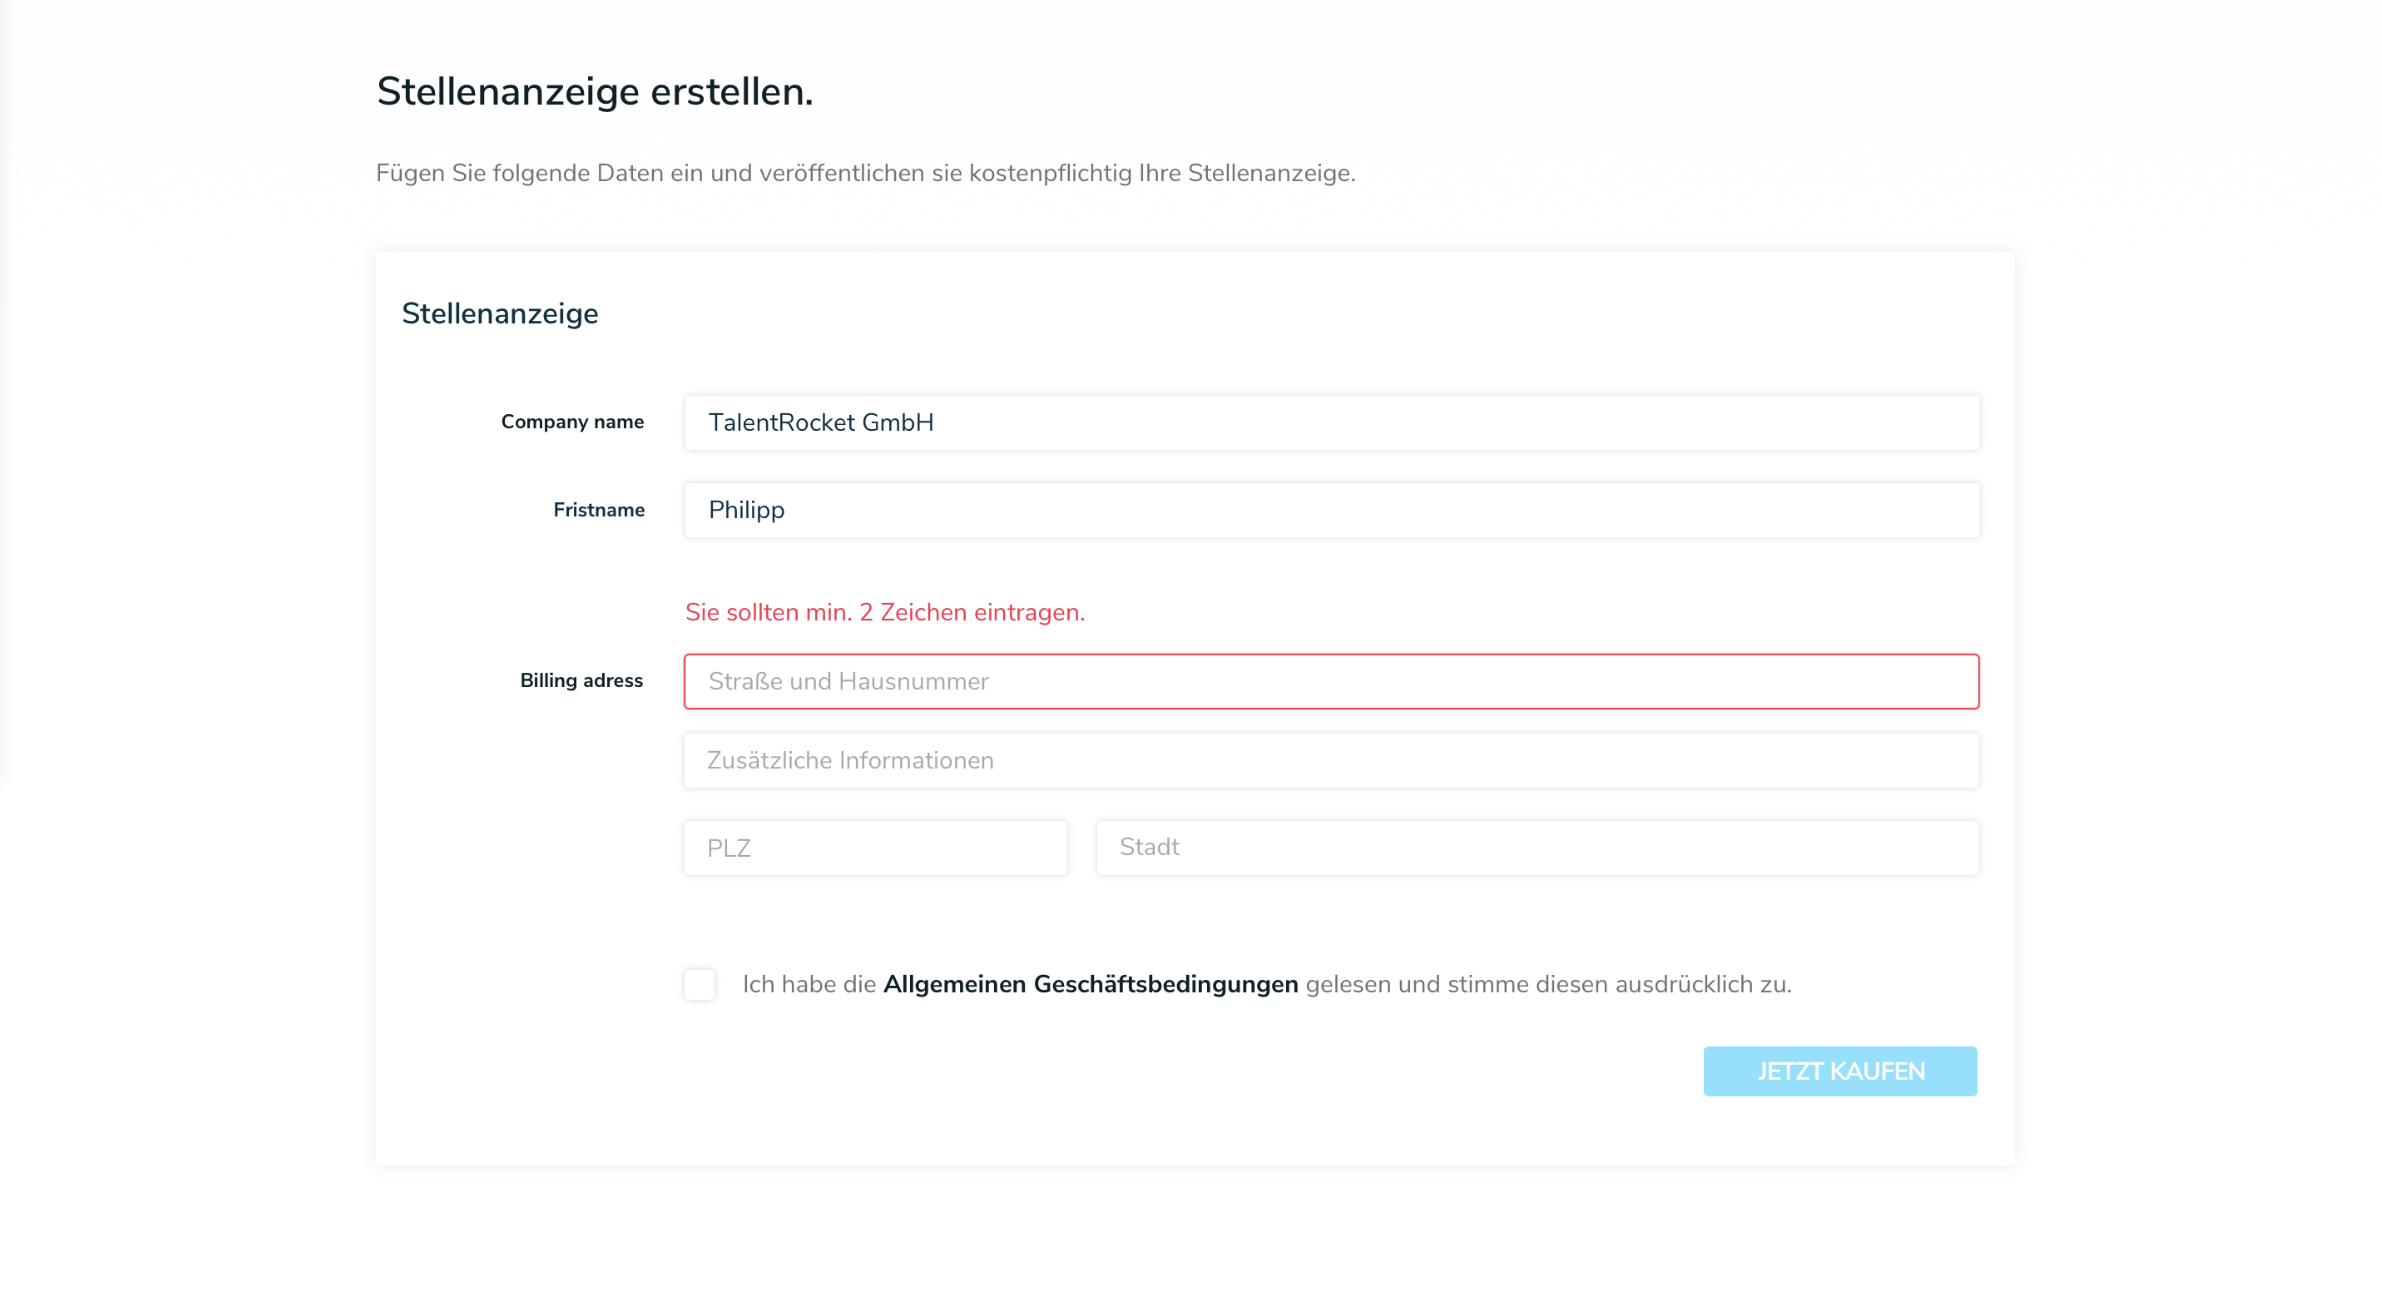 Stellenanzeige erstellen.
Fügen Sie folgende Daten ein und veröffentlichen sie kostenpflichtig Ihre Stellenanzeige.
Stellenanzeige
Company name TalentRocket GmbH
Fristname Philipp
Sie sollten min. 2 Zeichen eintragen.
Billing adress Straße und Hausnummer
Zusätzliche Informationen
PLZ Stadt
Ich habe die Allgemeinen Geschäftsbedingungen gelesen und stimme diesen ausdrücklich zu.
JETZT KAUFEN